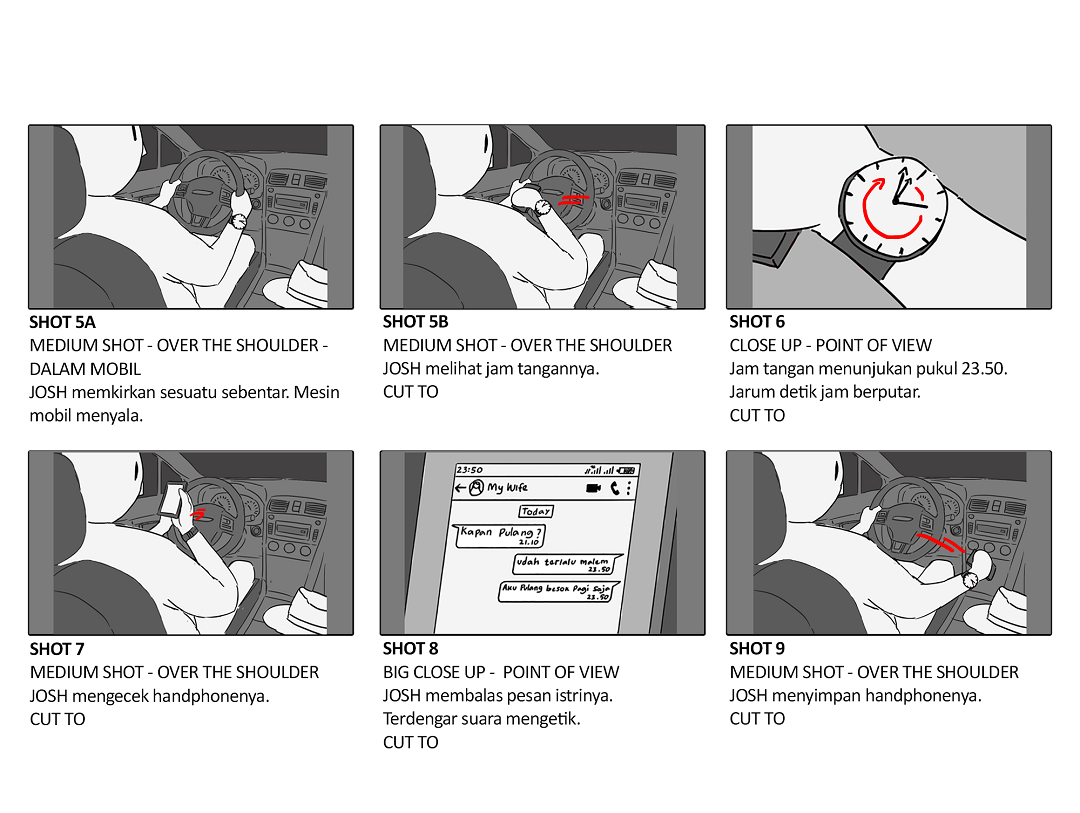 SHOT 5A
MEDIUM SHOT - OVER THE SHOULDER -
DALAM MOBIL
JOSH memkirkan sesuatu sebentar. Mesin
mobil menyala.
SHOT 5B
MEDIUM SHOT - OVER THE SHOULDER
JOSH melihat jam tangannya.
CUT TO
SHOT 6
CLOSE UP - POINT OF VIEW
Jam tangan menunjukan pukul 23.50.
Jarum detik jam berputar.
CUT TO
SHOT 7
MEDIUM SHOT - OVER THE SHOULDER
JOSH mengecek handphonenya.
CUT TO
23:50
My Wife
Today
Kapan Pulang?
21.10
udah terlalu malem
23.50
Aku Pulang besok Pagi Saja
23.50
SHOT 8
BIG CLOSE UP - POINT OF VIEW
JOSH membalas pesan istrinya.
Terdengar suara mengetik.
CUT TO
SHOT 9
MEDIUM SHOT - OVER THE SHOULDER
JOSH menyimpan handphonenya.
CUT TO